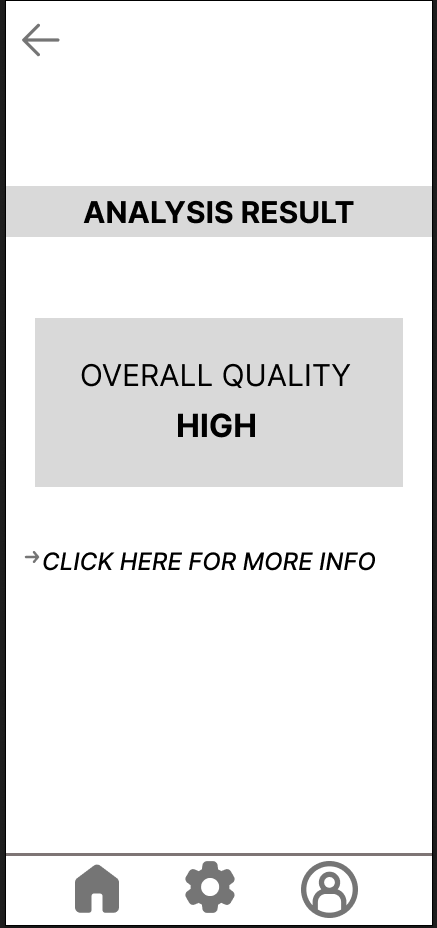 ANALYSIS RESULT
OVERALL QUALITY
HIGH
CLICK HERE FOR MORE INFO